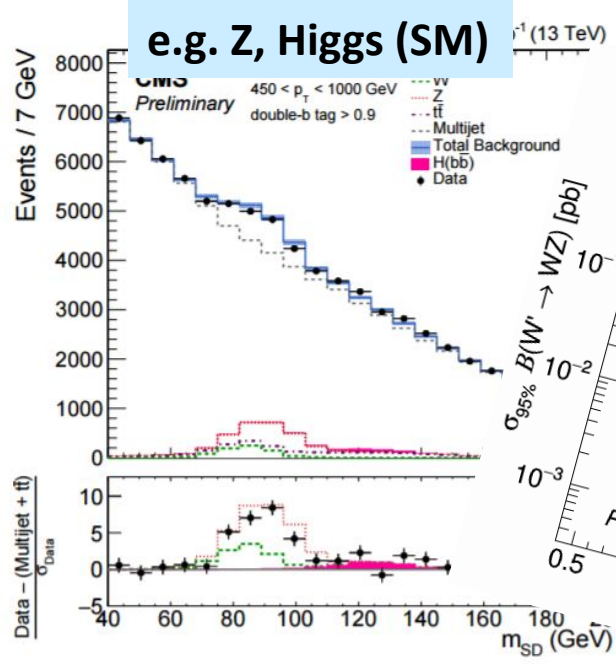 e.g. Z, Higgs (SM)
(13 TeV)
CMS
Preliminary
450 < p_T < 1000 GeV
double-b tag > 0.9
W
Z
tt̄
Multijet
Total Background
H(bb̄)
Data
Events / 7 GeV
8000
7000
6000
5000
4000
3000
2000
1000
0
Data − (Multijet + tt̄)
σ_Data
10
5
0
−5
40
60
80
100
120
140
160
180
m_SD (GeV)
σ_95% B(W' → WZ) [pb]
10⁻²
10⁻³
0.5